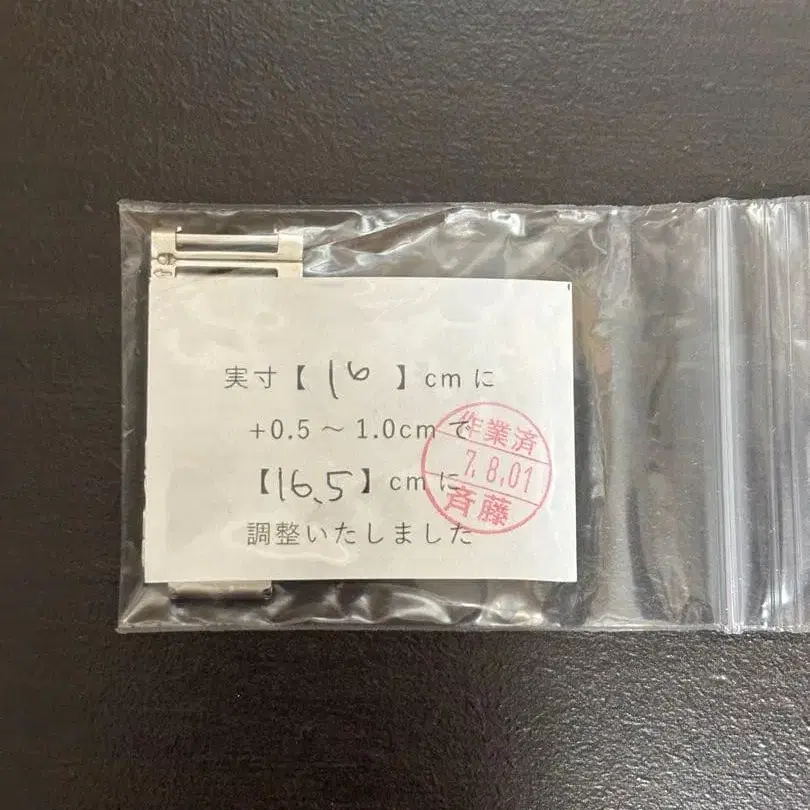 実寸【 16 】cmに
+0.5～1.0cmで
【16.5】cmに
調整いたしました
作業済
7.8.01
斉藤